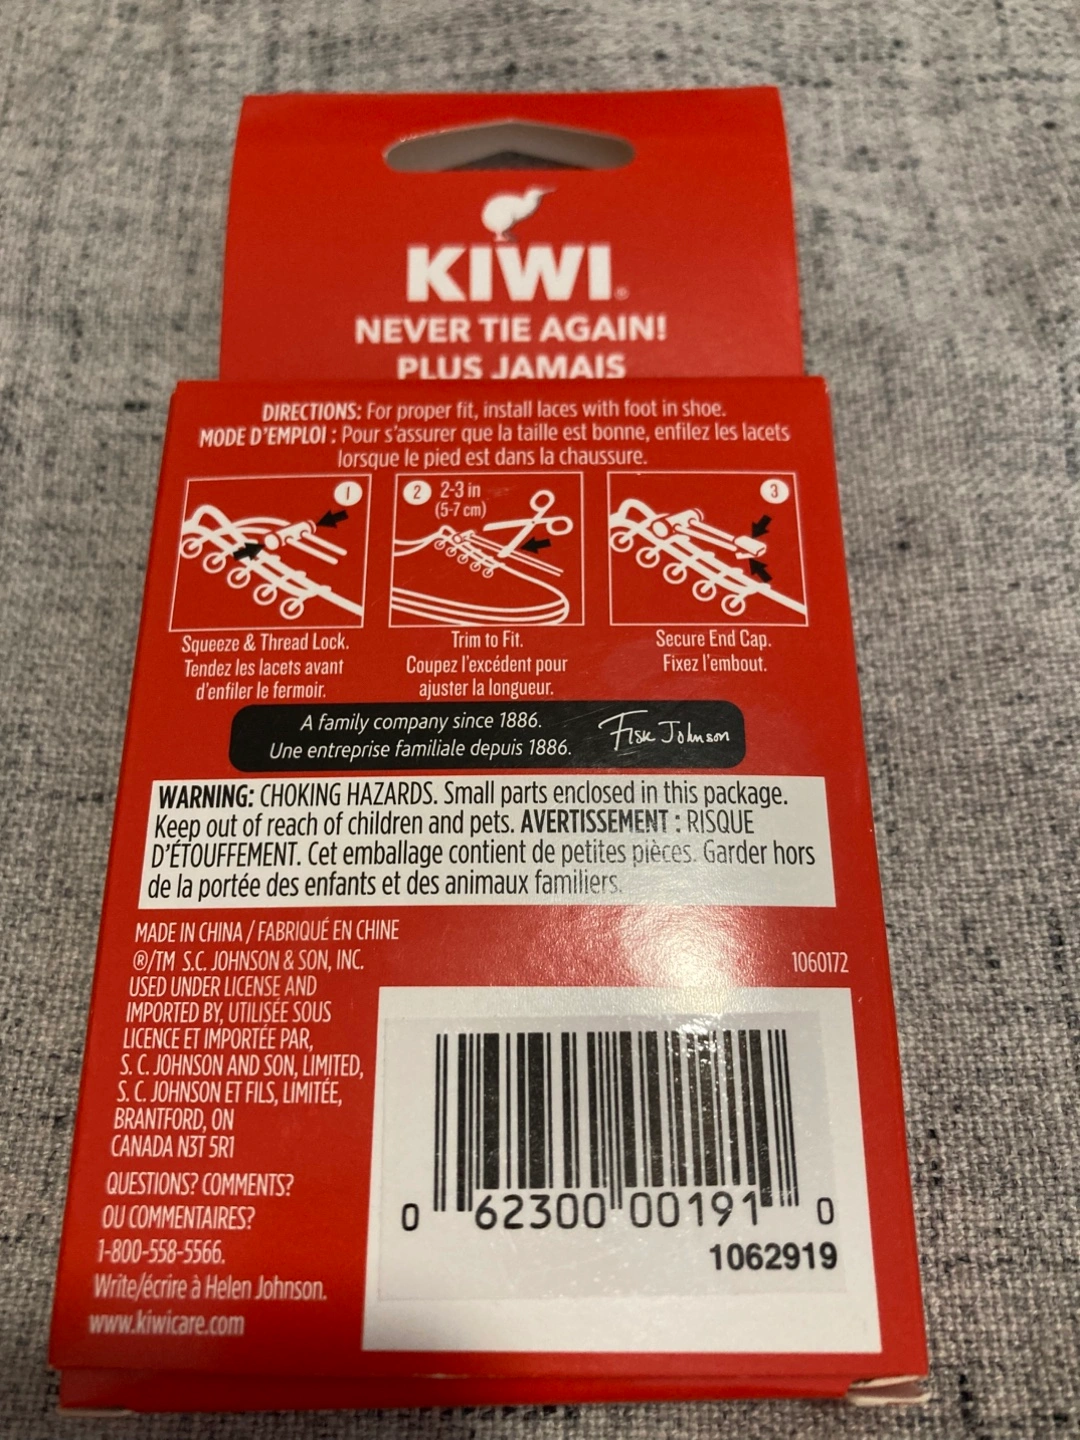 KIWI®
NEVER TIE AGAIN!
PLUS JAMAIS
DIRECTIONS: For proper fit, install laces with foot in shoe.
MODE D'EMPLOI : Pour s'assurer que la taille est bonne, enfilez les lacets
lorsque le pied est dans la chaussure.
1
2 2-3 in
(5-7 cm)
3
Squeeze & Thread Lock.
Tendez les lacets avant
d'enfiler le fermoir.
Trim to Fit.
Coupez l'excédent pour
ajuster la longueur.
Secure End Cap.
Fixez l'embout.
A family company since 1886.
Une entreprise familiale depuis 1886.
Fisk Johnson
WARNING: CHOKING HAZARDS. Small parts enclosed in this package.
Keep out of reach of children and pets. AVERTISSEMENT : RISQUE
D'ÉTOUFFEMENT. Cet emballage contient de petites pièces. Garder hors
de la portée des enfants et des animaux familiers.
MADE IN CHINA / FABRIQUÉ EN CHINE
®/TM S.C. JOHNSON & SON, INC.
USED UNDER LICENSE AND
IMPORTED BY, UTILISÉE SOUS
LICENCE ET IMPORTÉE PAR,
S. C. JOHNSON AND SON, LIMITED,
S. C. JOHNSON ET FILS, LIMITÉE,
BRANTFORD, ON
CANADA N3T 5R1
QUESTIONS? COMMENTS?
OU COMMENTAIRES?
1-800-558-5566.
Write/écrire à Helen Johnson.
www.kiwicare.com
1060172
0 62300 00191 0
1062919